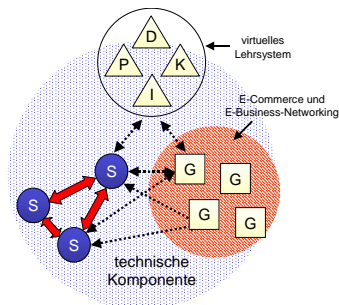 D
virtuelles
Lehrsystem
P
K
I
E-Commerce und
E-Business-Networking
S
G
G
S
G
G
S
technische
Komponente